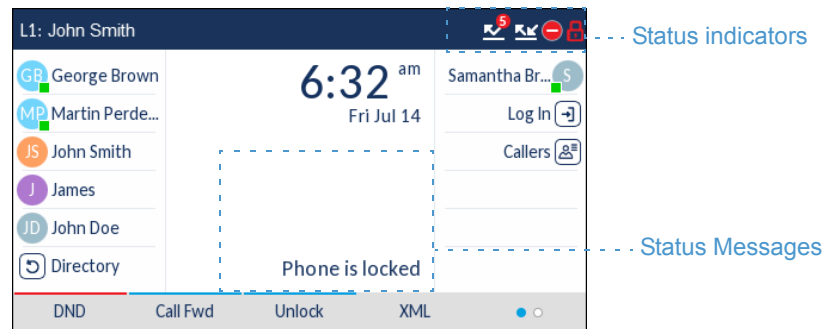 L1: John Smith
5
Status indicators
GB George Brown
6:32 am
Samantha Br... S
MP Martin Perde...
Fri Jul 14
Log In
JS John Smith
Callers
J James
JD John Doe
Status Messages
Directory
Phone is locked
DND Call Fwd Unlock XML